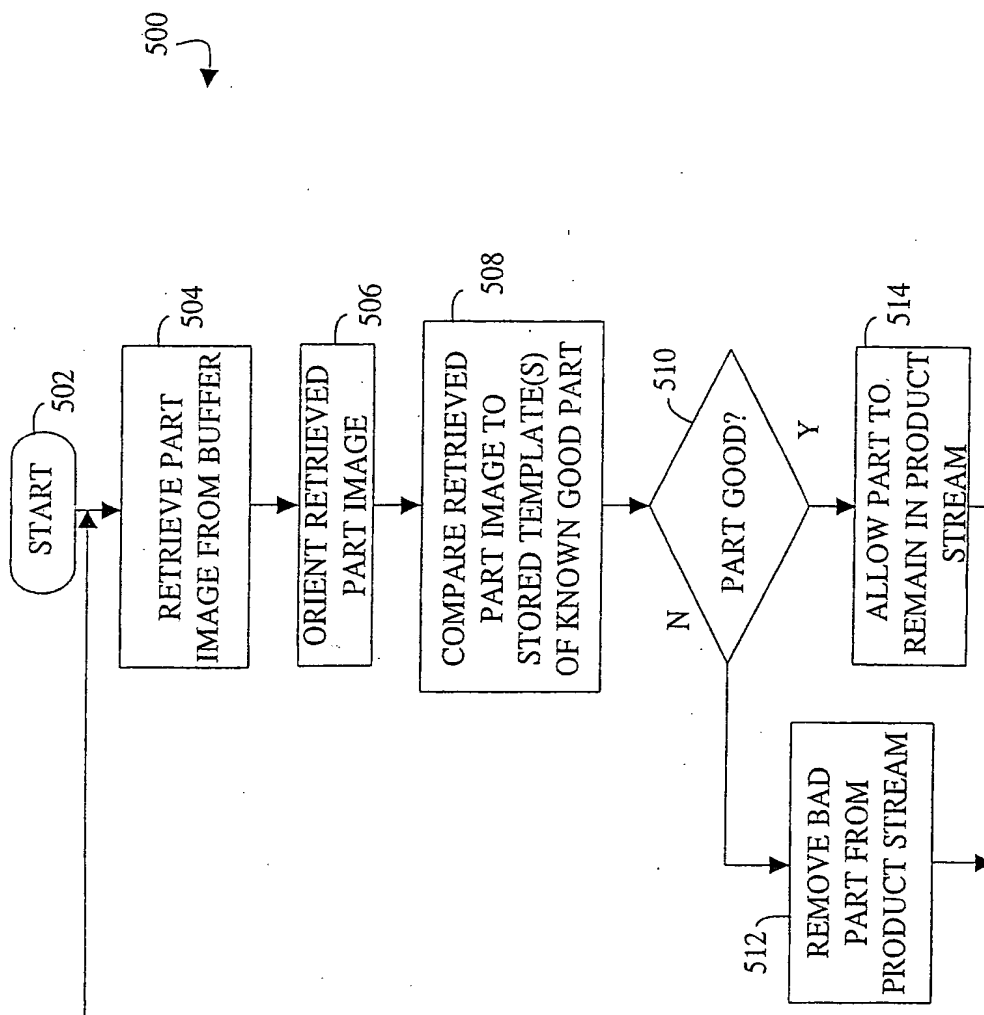 500
START
502
RETRIEVE PART
IMAGE FROM BUFFER
504
ORIENT RETRIEVED
PART IMAGE
506
COMPARE RETRIEVED
PART IMAGE TO
STORED TEMPLATE(S)
OF KNOWN GOOD PART
508
PART GOOD?
510
N
Y
REMOVE BAD
PART FROM
PRODUCT STREAM
512
ALLOW PART TO
REMAIN IN PRODUCT
STREAM
514